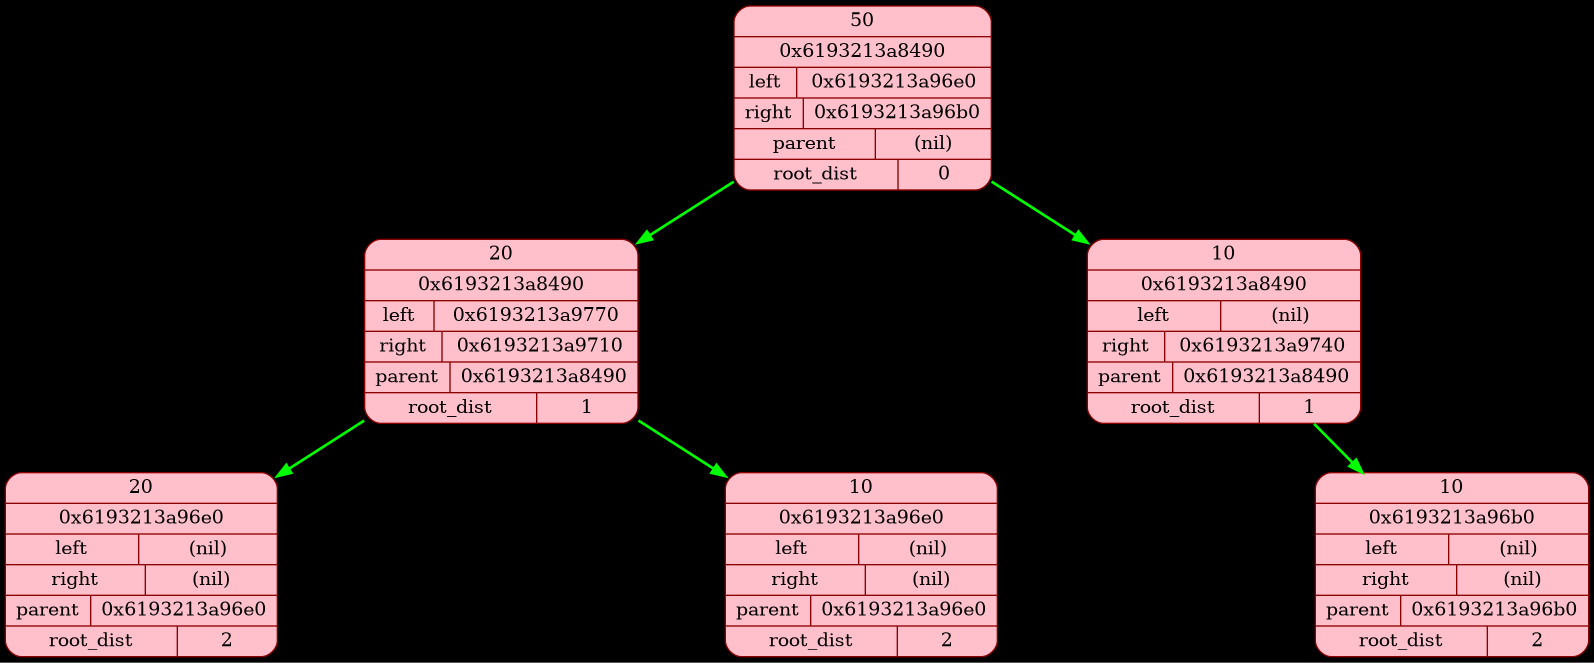 50
0x6193213a8490
left 0x6193213a96e0
right 0x6193213a96b0
parent (nil)
root_dist 0
20
0x6193213a8490
left 0x6193213a9770
right 0x6193213a9710
parent 0x6193213a8490
root_dist 1
10
0x6193213a8490
left (nil)
right 0x6193213a9740
parent 0x6193213a8490
root_dist 1
20
0x6193213a96e0
left (nil)
right (nil)
parent 0x6193213a96e0
root_dist 2
10
0x6193213a96e0
left (nil)
right (nil)
parent 0x6193213a96e0
root_dist 2
10
0x6193213a96b0
left (nil)
right (nil)
parent 0x6193213a96b0
root_dist 2